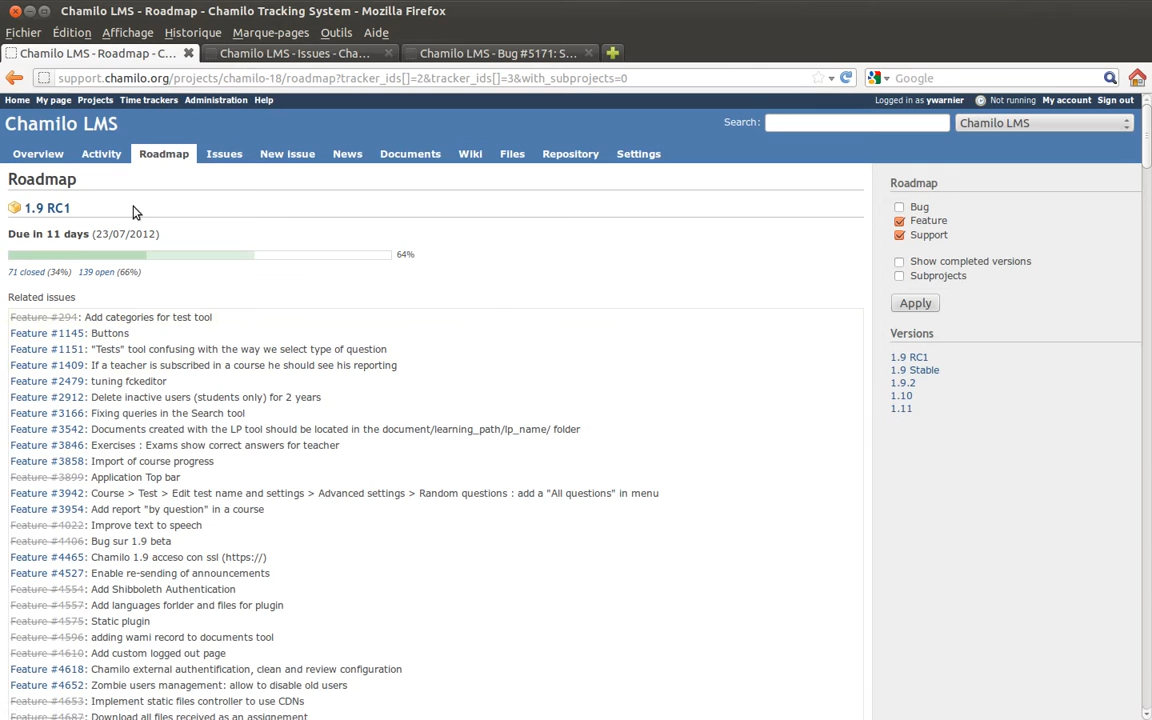 Chamilo LMS - Roadmap - Chamilo Tracking System - Mozilla Firefox
Fichier Édition Affichage Historique Marque-pages Outils Aide
Chamilo LMS - Roadmap - C... Chamilo LMS - Issues - Cha... Chamilo LMS - Bug #5171: S...
support.chamilo.org/projects/chamilo-18/roadmap?tracker_ids[]=2&tracker_ids[]=3&with_subprojects=0 Google
Home My page Projects Time trackers Administration Help Logged in as ywarnier Not running My account Sign out
Chamilo LMS Search: Chamilo LMS
Overview Activity Roadmap Issues New issue News Documents Wiki Files Repository Settings
Roadmap
1.9 RC1
Due in 11 days (23/07/2012)
64%
71 closed (34%) 139 open (66%)
Related issues
Feature #294: Add categories for test tool
Feature #1145: Buttons
Feature #1151: "Tests" tool confusing with the way we select type of question
Feature #1409: If a teacher is subscribed in a course he should see his reporting
Feature #2479: tuning fckeditor
Feature #2912: Delete inactive users (students only) for 2 years
Feature #3166: Fixing queries in the Search tool
Feature #3542: Documents created with the LP tool should be located in the document/learning_path/lp_name/ folder
Feature #3846: Exercises : Exams show correct answers for teacher
Feature #3858: Import of course progress
Feature #3899: Application Top bar
Feature #3942: Course > Test > Edit test name and settings > Advanced settings > Random questions : add a "All questions" in menu
Feature #3954: Add report "by question" in a course
Feature #4022: Improve text to speech
Feature #4406: Bug sur 1.9 beta
Feature #4465: Chamilo 1.9 acceso con ssl (https://)
Feature #4527: Enable re-sending of announcements
Feature #4554: Add Shibboleth Authentication
Feature #4557: Add languages forlder and files for plugin
Feature #4575: Static plugin
Feature #4596: adding wami record to documents tool
Feature #4610: Add custom logged out page
Feature #4618: Chamilo external authentification, clean and review configuration
Feature #4652: Zombie users management: allow to disable old users
Feature #4653: Implement static files controller to use CDNs
Feature #4687: Download all files received as an assignement
Roadmap
Bug
Feature
Support
Show completed versions
Subprojects
Apply
Versions
1.9 RC1
1.9 Stable
1.9.2
1.10
1.11